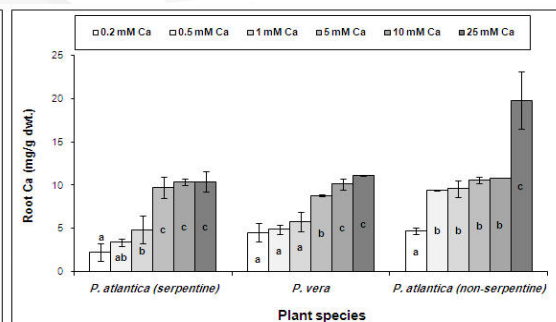 0.2 mM Ca 0.5 mM Ca 1 mM Ca 5 mM Ca 10 mM Ca 25 mM Ca
Root Ca (mg/g dwt.)
25
20
15
10
5
0
a ab b c c c
a a a b c c
a b b b b c
P. atlantica (serpentine) P. vera P. atlantica (non-serpentine)
Plant species